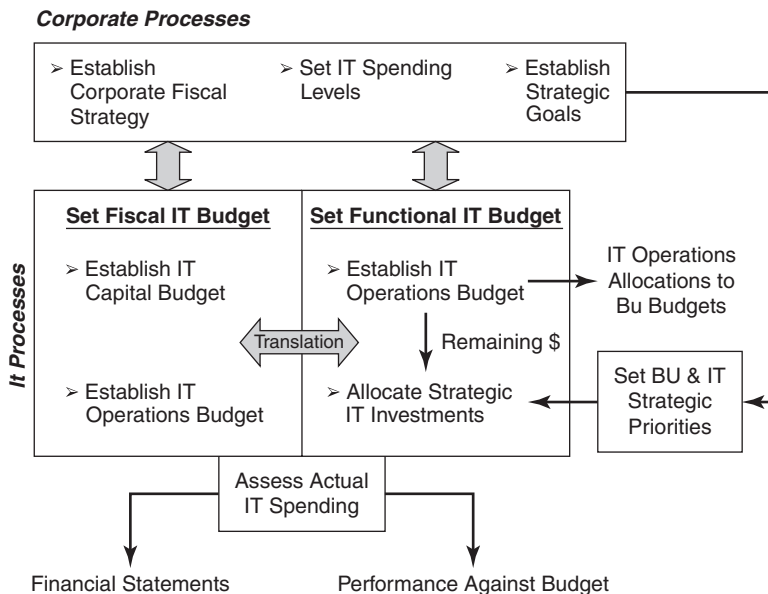 Corporate Processes
➢ Establish
Corporate Fiscal
Strategy
➢ Set IT Spending
Levels
➢ Establish
Strategic
Goals
It Processes
Set Fiscal IT Budget
➢ Establish IT
Capital Budget
➢ Establish IT
Operations Budget
Translation
Set Functional IT Budget
➢ Establish IT
Operations Budget
Remaining $
➢ Allocate Strategic
IT Investments
IT Operations
Allocations to
Bu Budgets
Set BU & IT
Strategic
Priorities
Assess Actual
IT Spending
Financial Statements
Performance Against Budget